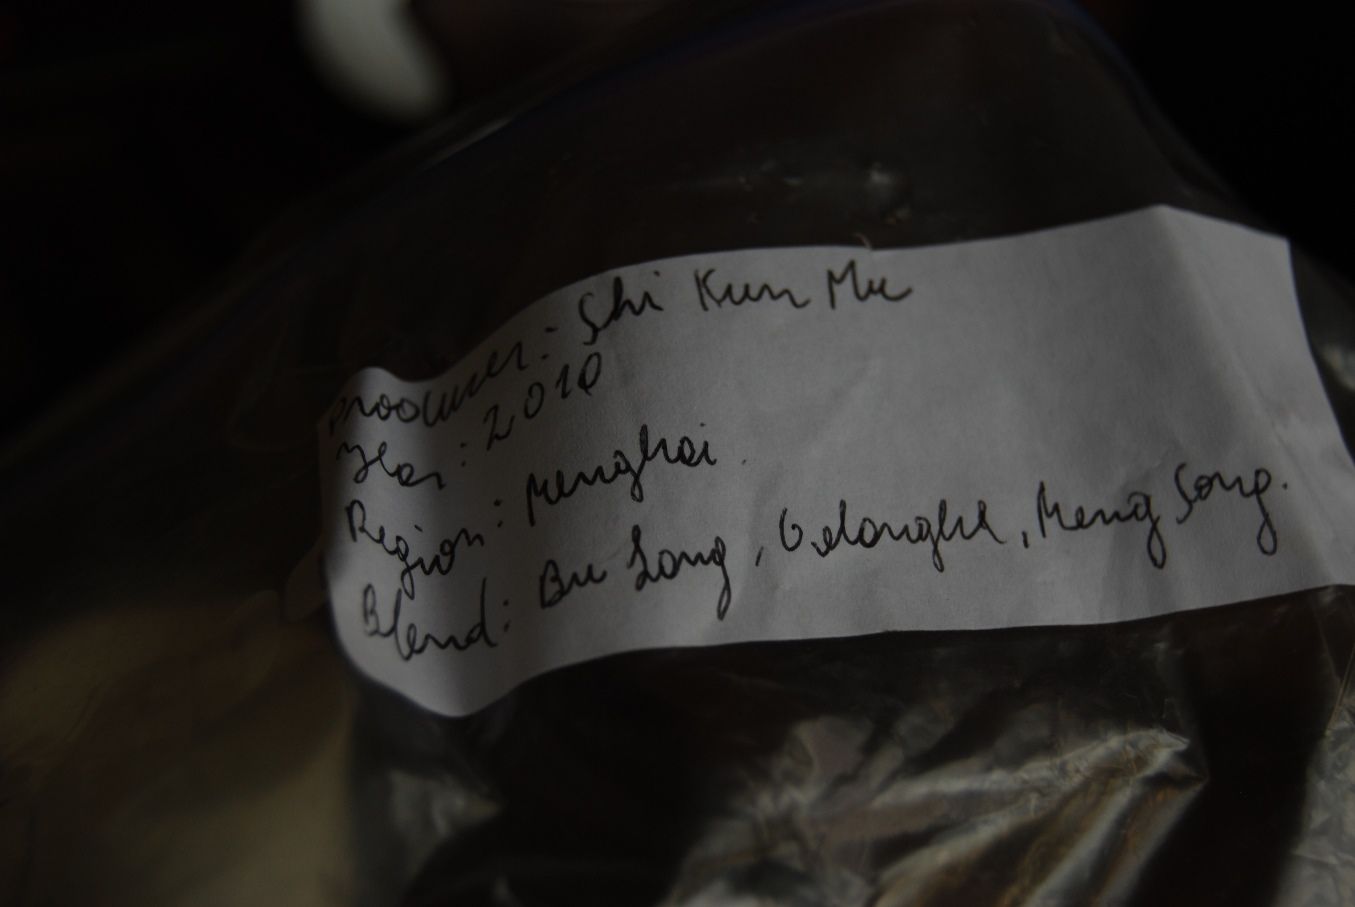 Producer: Shi Kun Mu
Year: 2010
Region: Menghai
Blend: Bu Lang, Gelanghe, Meng Song.